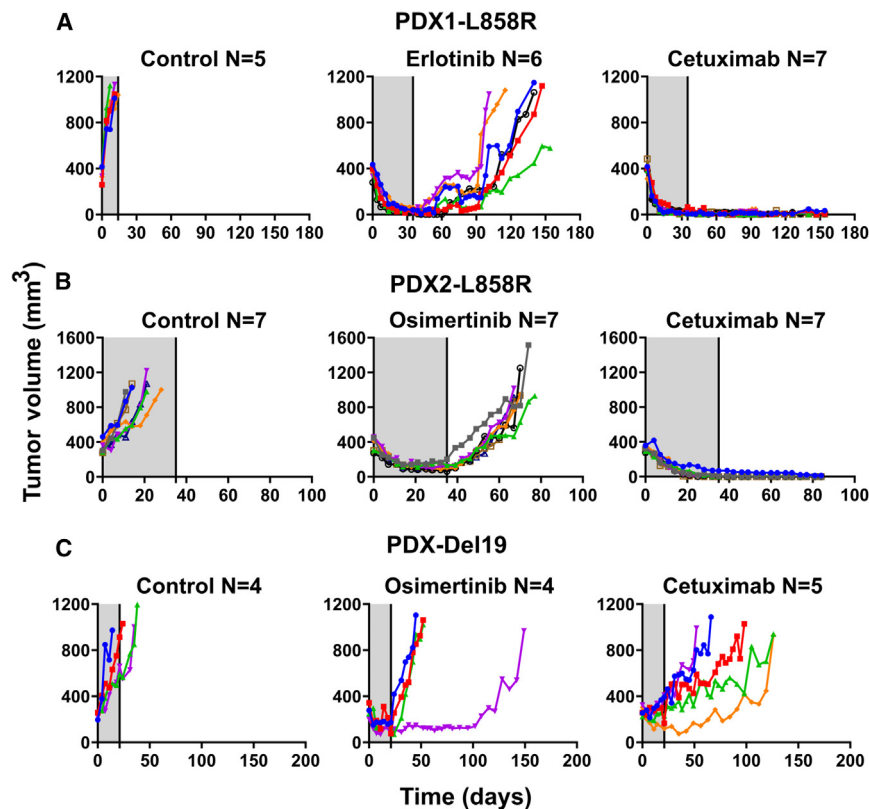 A
PDX1-L858R
Control N=5
Erlotinib N=6
Cetuximab N=7
1200
800
400
0
0 30 60 90 120 150 180
1200
800
400
0
0 30 60 90 120 150 180
1200
800
400
0
0 30 60 90 120 150 180
B
PDX2-L858R
Control N=7
Osimertinib N=7
Cetuximab N=7
1600
1200
800
400
0
0 20 40 60 80 100
1600
1200
800
400
0
0 20 40 60 80 100
1600
1200
800
400
0
0 20 40 60 80 100
Tumor volume (mm³)
C
PDX-Del19
Control N=4
Osimertinib N=4
Cetuximab N=5
1200
800
400
0
0 50 100 150 200
1200
800
400
0
0 50 100 150 200
1200
800
400
0
0 50 100 150 200
Time (days)